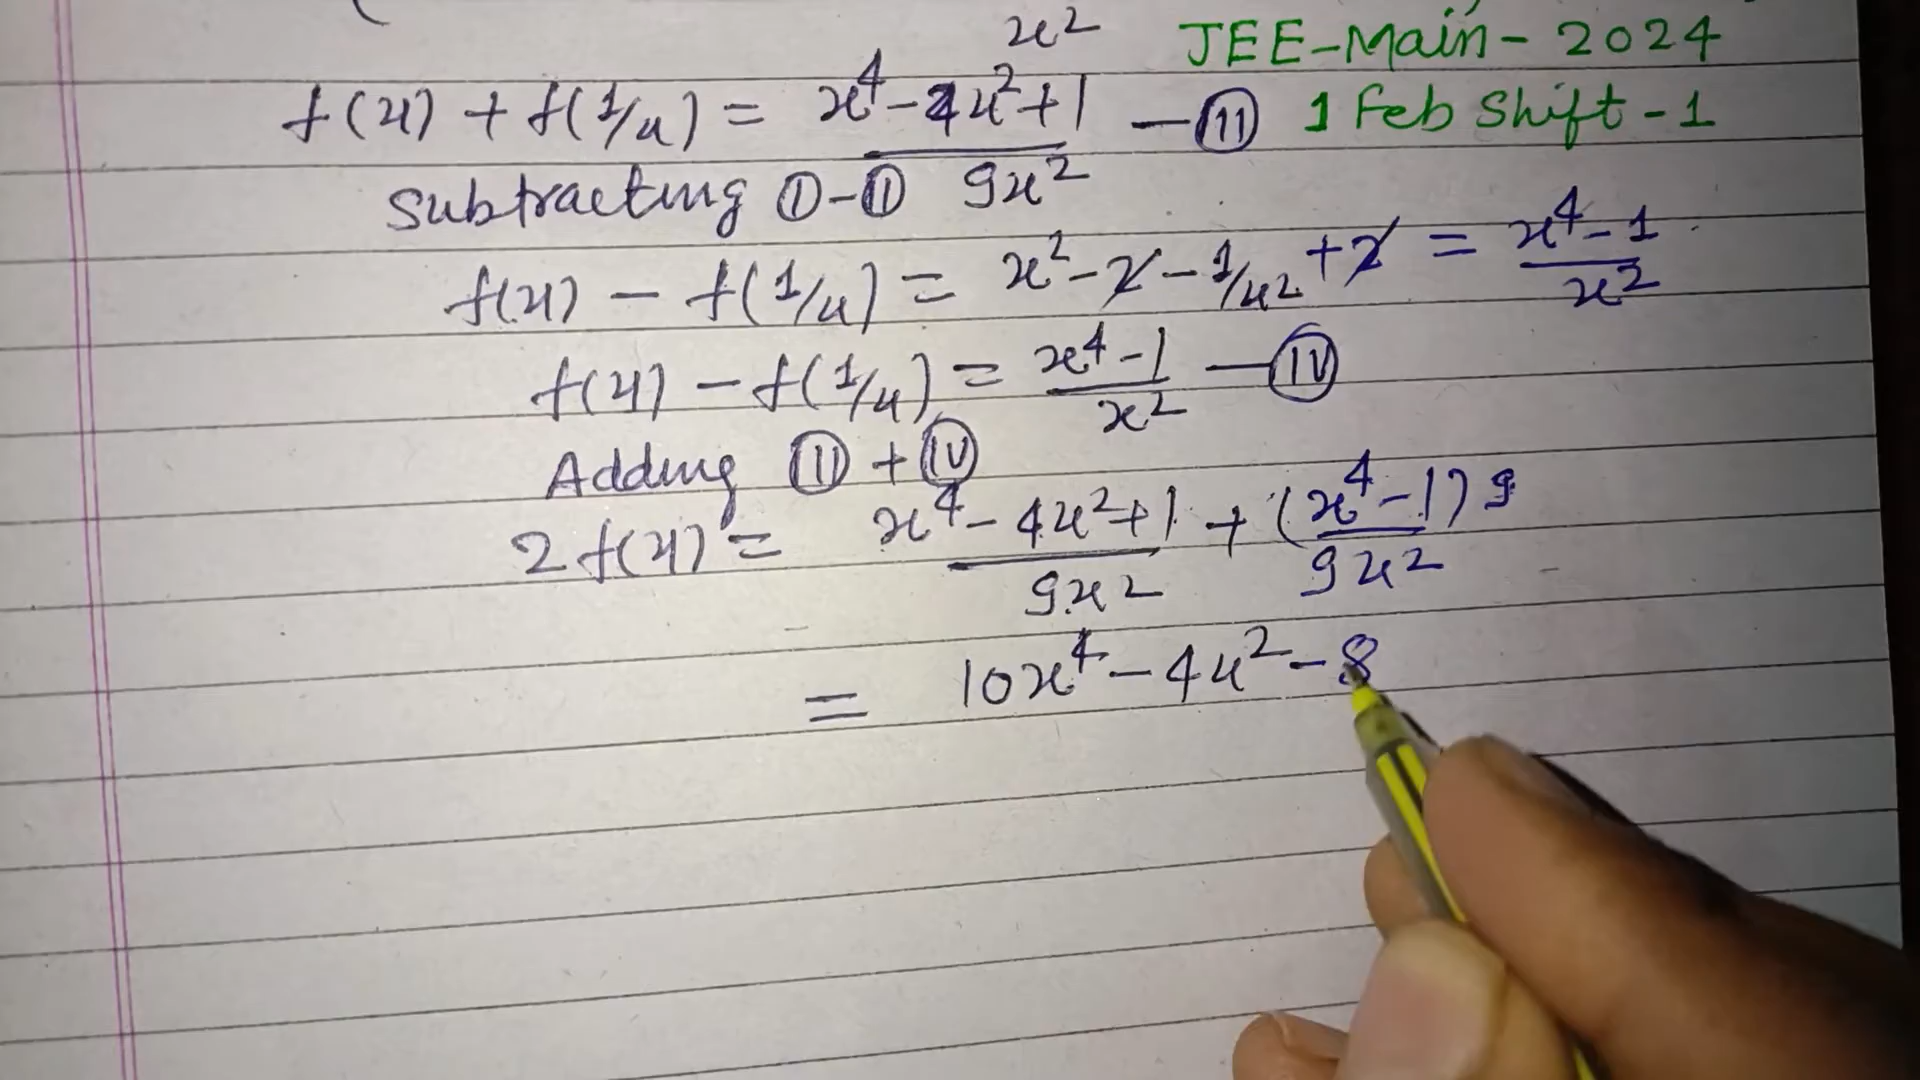 x²
JEE-Main-2024
f(x) + f(1/x) = x⁴-4x²+1 —(III) 1 Feb Shift-1
9x²
Subtracting (I)-(II)
f(x) - f(1/x) = x²-2-1/x²+2 = x⁴-1
x²
f(x) - f(1/x) = x⁴-1 —(IV)
x²
Adding (III) + (IV)
2f(x) = x⁴-4x²+1 + (x⁴-1)9
9x² 9x²
= 10x⁴-4x²-8